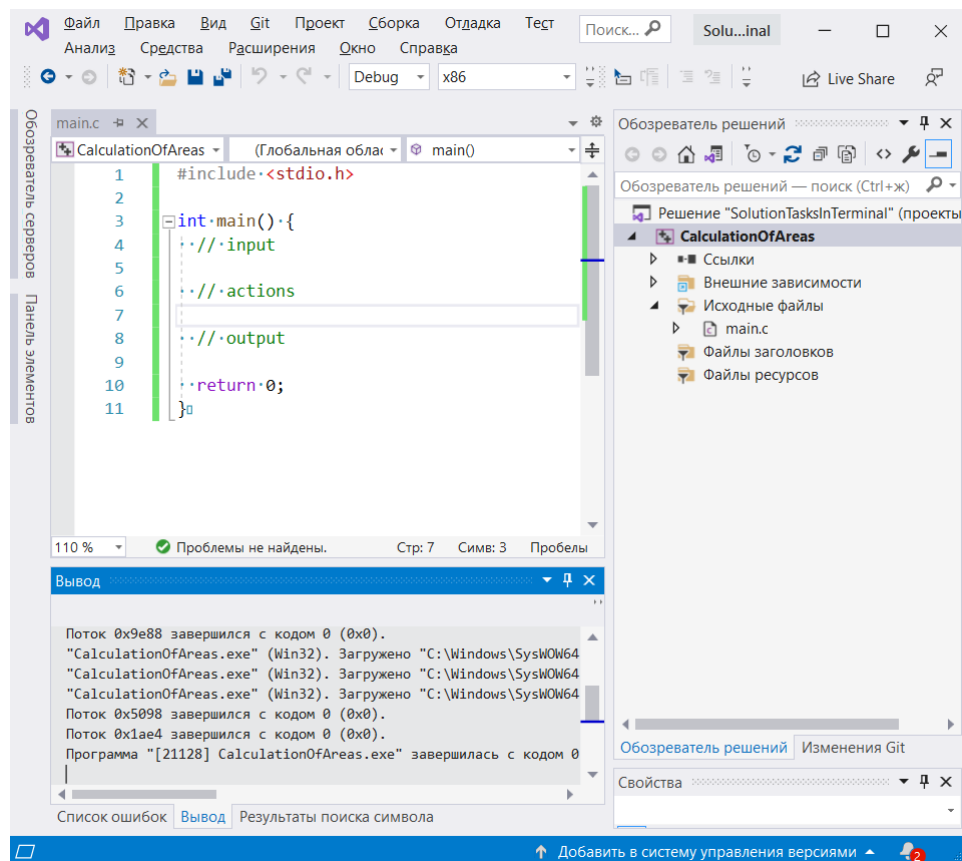 Файл Правка Вид Git Проект Сборка Отладка Тест Поиск... Solu...inal
Анализ Средства Расширения Окно Справка
Debug x86 Live Share
Обозреватель серверов
Панель элементов
main.c
CalculationOfAreas (Глобальная облас main()
1 #include·<stdio.h>
2
3 int·main()·{
4 ··//·input
5
6 ··//·actions
7
8 ··//·output
9
10 ··return·0;
11 }
110 % Проблемы не найдены. Стр: 7 Симв: 3 Пробелы
Вывод
Поток 0x9e88 завершился с кодом 0 (0x0).
"CalculationOfAreas.exe" (Win32). Загружено "C:\Windows\SysWOW64
"CalculationOfAreas.exe" (Win32). Загружено "C:\Windows\SysWOW64
"CalculationOfAreas.exe" (Win32). Загружено "C:\Windows\SysWOW64
Поток 0x5098 завершился с кодом 0 (0x0).
Поток 0x1ae4 завершился с кодом 0 (0x0).
Программа "[21128] CalculationOfAreas.exe" завершилась с кодом 0
Список ошибок Вывод Результаты поиска символа
Обозреватель решений
Обозреватель решений — поиск (Ctrl+ж)
Решение "SolutionTasksInTerminal" (проекты
CalculationOfAreas
Ссылки
Внешние зависимости
Исходные файлы
main.c
Файлы заголовков
Файлы ресурсов
Обозреватель решений Изменения Git
Свойства
Добавить в систему управления версиями 2